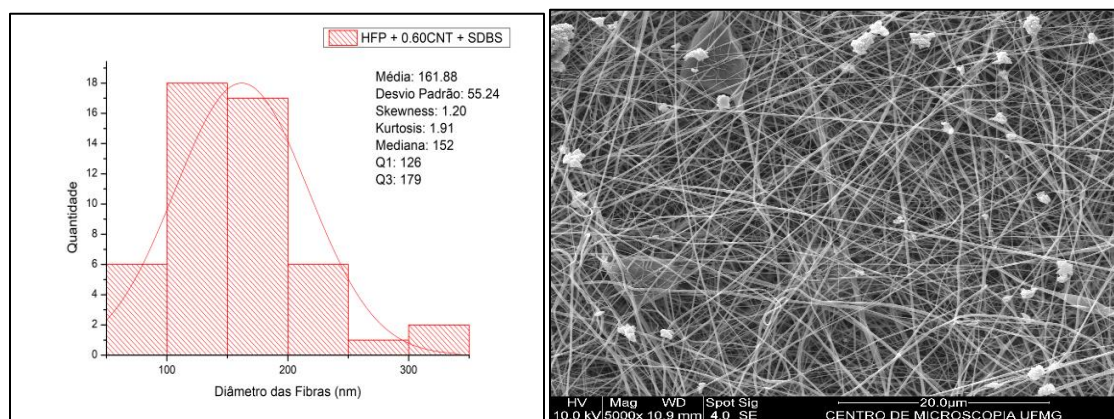 HFP + 0.60CNT + SDBS
Média: 161.88
Desvio Padrão: 55.24
Skewness: 1.20
Kurtosis: 1.91
Mediana: 152
Q1: 126
Q3: 179
18
16
14
12
10
8
6
4
2
0
Quantidade
100
200
300
Diâmetro das Fibras (nm)
HV Mag WD Spot Sig 20.0µm
10.0 kV 5000x 10.9 mm 4.0 SE CENTRO DE MICROSCOPIA UFMG